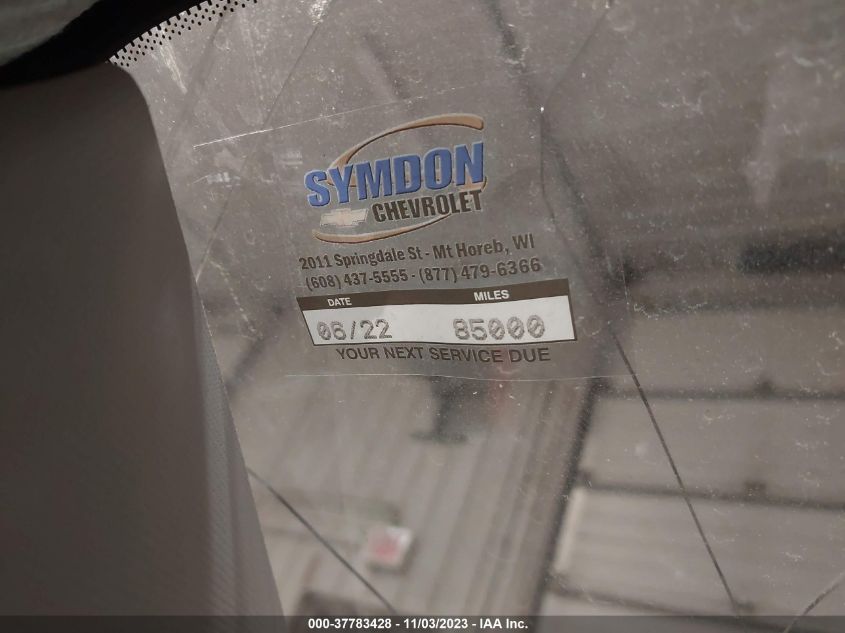 SYMDON
CHEVROLET
2011 Springdale St - Mt Horeb, WI
(608) 437-5555 - (877) 479-6366
DATE MILES
06/22 85000
YOUR NEXT SERVICE DUE
000-37783428 - 11/03/2023 - IAA Inc.